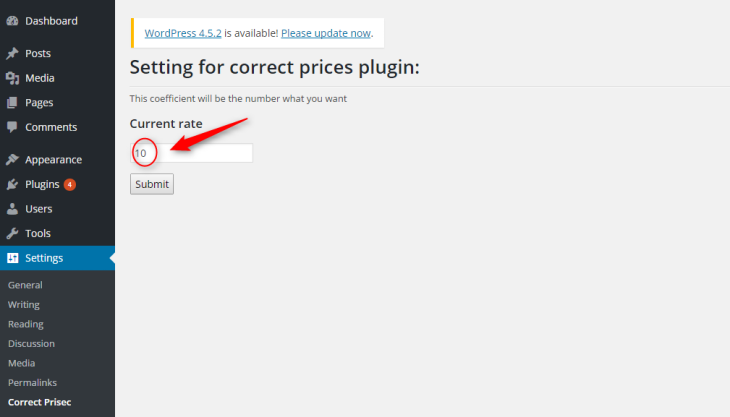 Dashboard
Posts
Media
Pages
Comments
Appearance
Plugins 4
Users
Tools
Settings
General
Writing
Reading
Discussion
Media
Permalinks
Correct Prisec
WordPress 4.5.2 is available! Please update now.
Setting for correct prices plugin:
This coefficient will be the number what you want
Current rate
10
Submit